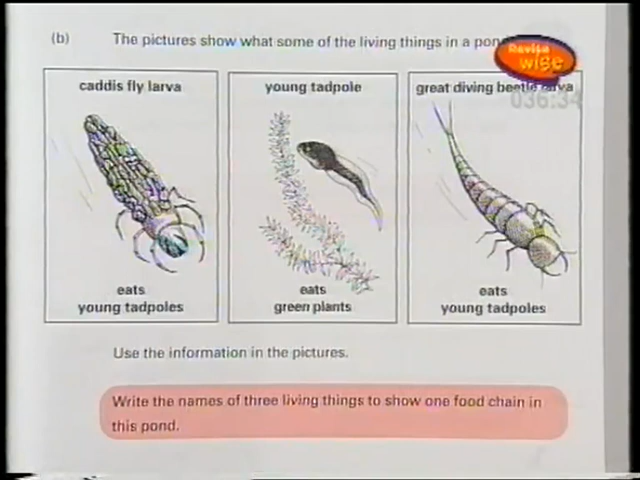 (b) The pictures show what some of the living things in a pond
Revise
wise
036:34
caddis fly larva
young tadpole
great diving beetle larva
eats
young tadpoles
eats
green plants
eats
young tadpoles
Use the information in the pictures.
Write the names of three living things to show one food chain in
this pond.